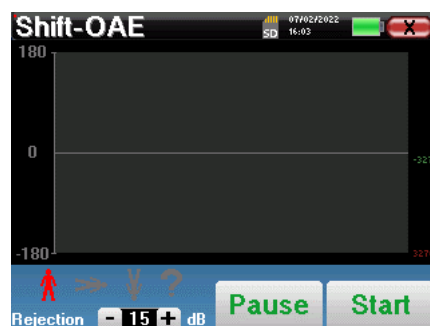 Shift-OAE
SD
07/02/2022
16:03
X
180
0
-180
-327
327
?
Rejection - 15 + dB
Pause
Start